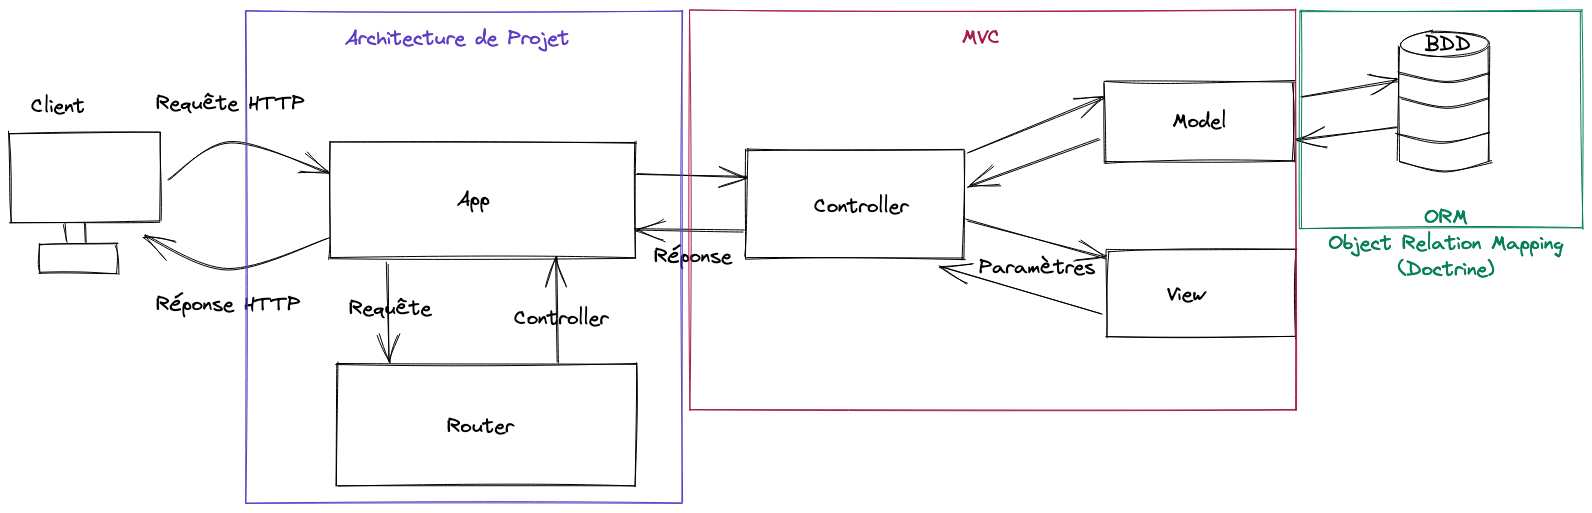 Architecture de Projet
MVC
BDD
Client
Requête HTTP
Model
App
Controller
ORM
Object Relation Mapping
(Doctrine)
Réponse
Paramètres
View
Réponse HTTP
Requête
Controller
Router